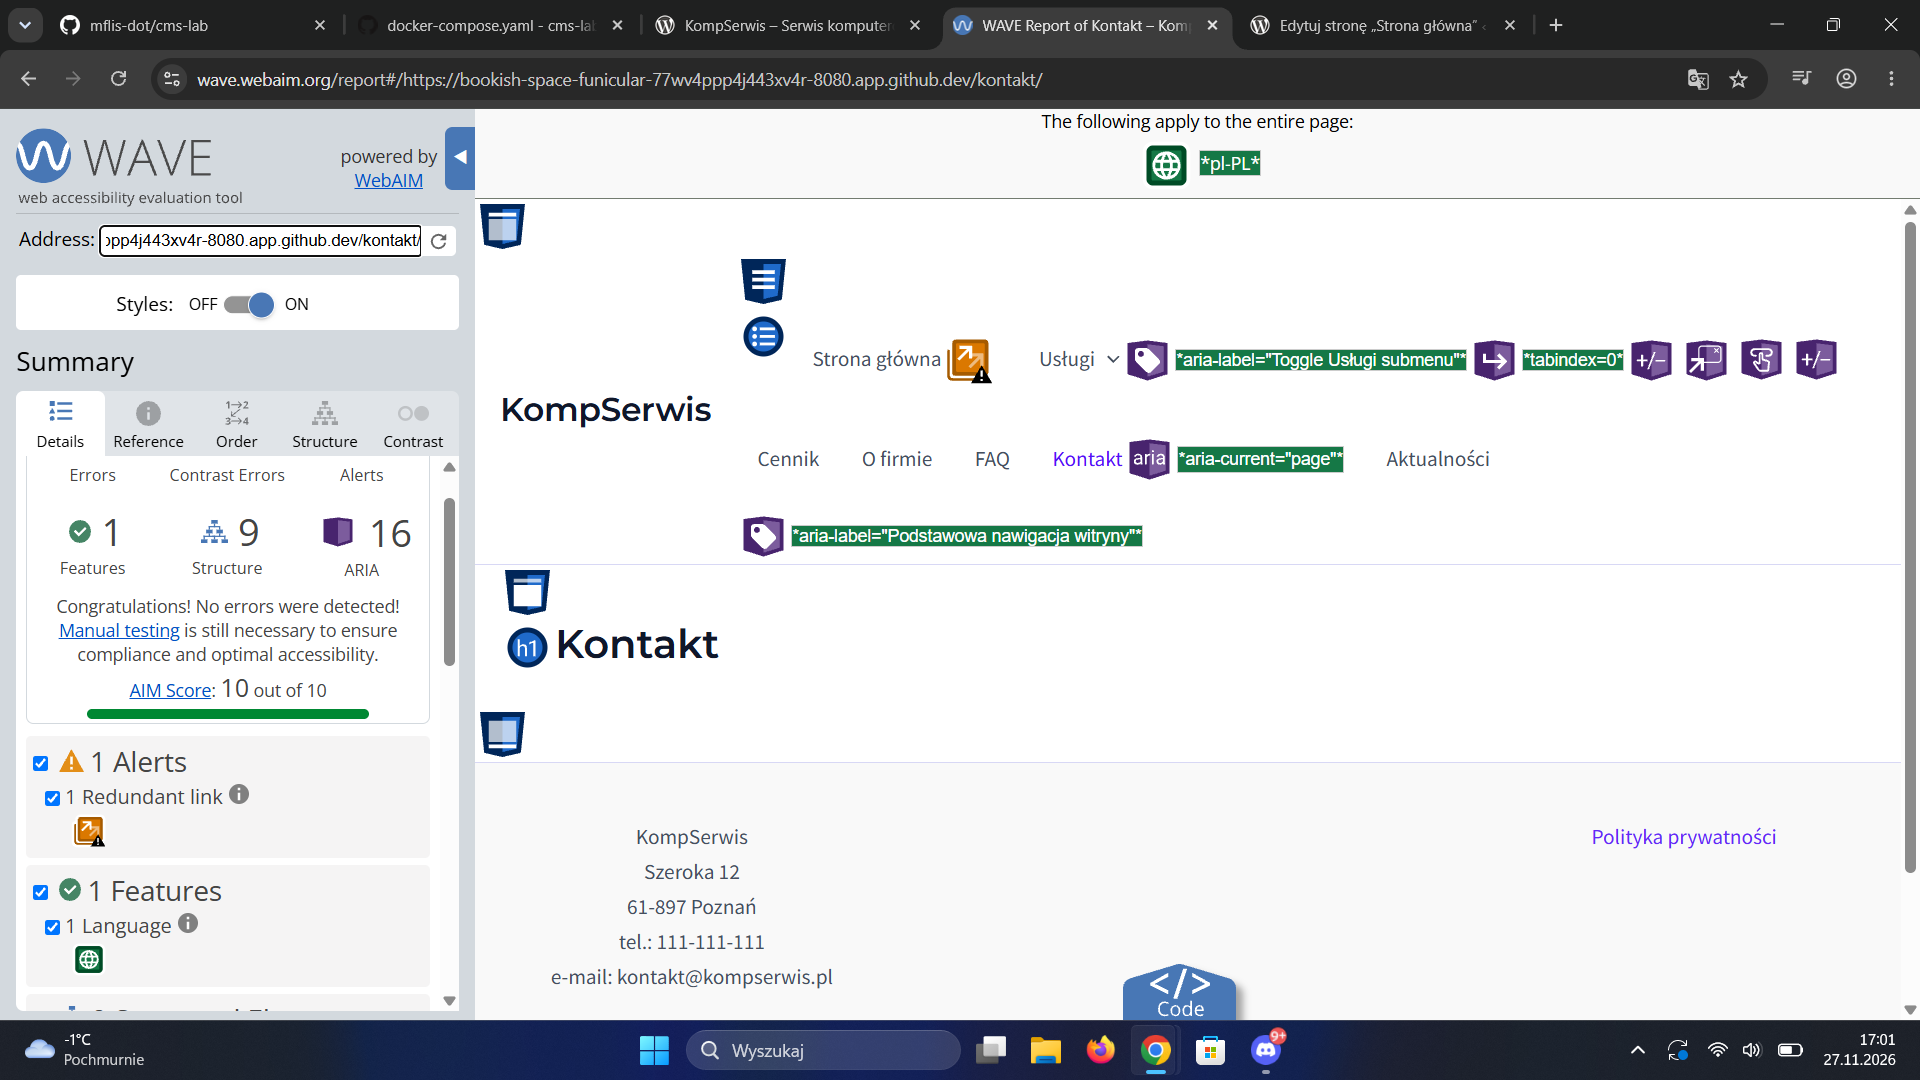 mflis-dot/cms-lab
docker-compose.yaml - cms-lab
KompSerwis – Serwis komputer
WAVE Report of Kontakt – Komp
Edytuj stronę „Strona główna” ‹
wave.webaim.org/report#/https://bookish-space-funicular-77wv4ppp4j443xv4r-8080.app.github.dev/kontakt/
WAVE
web accessibility evaluation tool
powered by
WebAIM
Address:
ppp4j443xv4r-8080.app.github.dev/kontakt/
Styles: OFF ON
Summary
Details
Reference
1→2
3→4
Order
Structure
Contrast
Errors
Contrast Errors
Alerts
1
Features
9
Structure
16
ARIA
Congratulations! No errors were detected!
Manual testing is still necessary to ensure
compliance and optimal accessibility.
AIM Score: 10 out of 10
1 Alerts
1 Redundant link
1 Features
1 Language
The following apply to the entire page:
*pl-PL*
Strona główna
Usługi
*aria-label="Toggle Usługi submenu"*
*tabindex=0*
+/−
+/−
KompSerwis
Cennik
O firmie
FAQ
Kontakt
aria
*aria-current="page"*
Aktualności
*aria-label="Podstawowa nawigacja witryny"*
h1 Kontakt
KompSerwis
Szeroka 12
61-897 Poznań
tel.: 111-111-111
e-mail: kontakt@kompserwis.pl
Polityka prywatności
</>
Code
-1°C
Pochmurnie
Wyszukaj
9+
17:01
27.11.2026